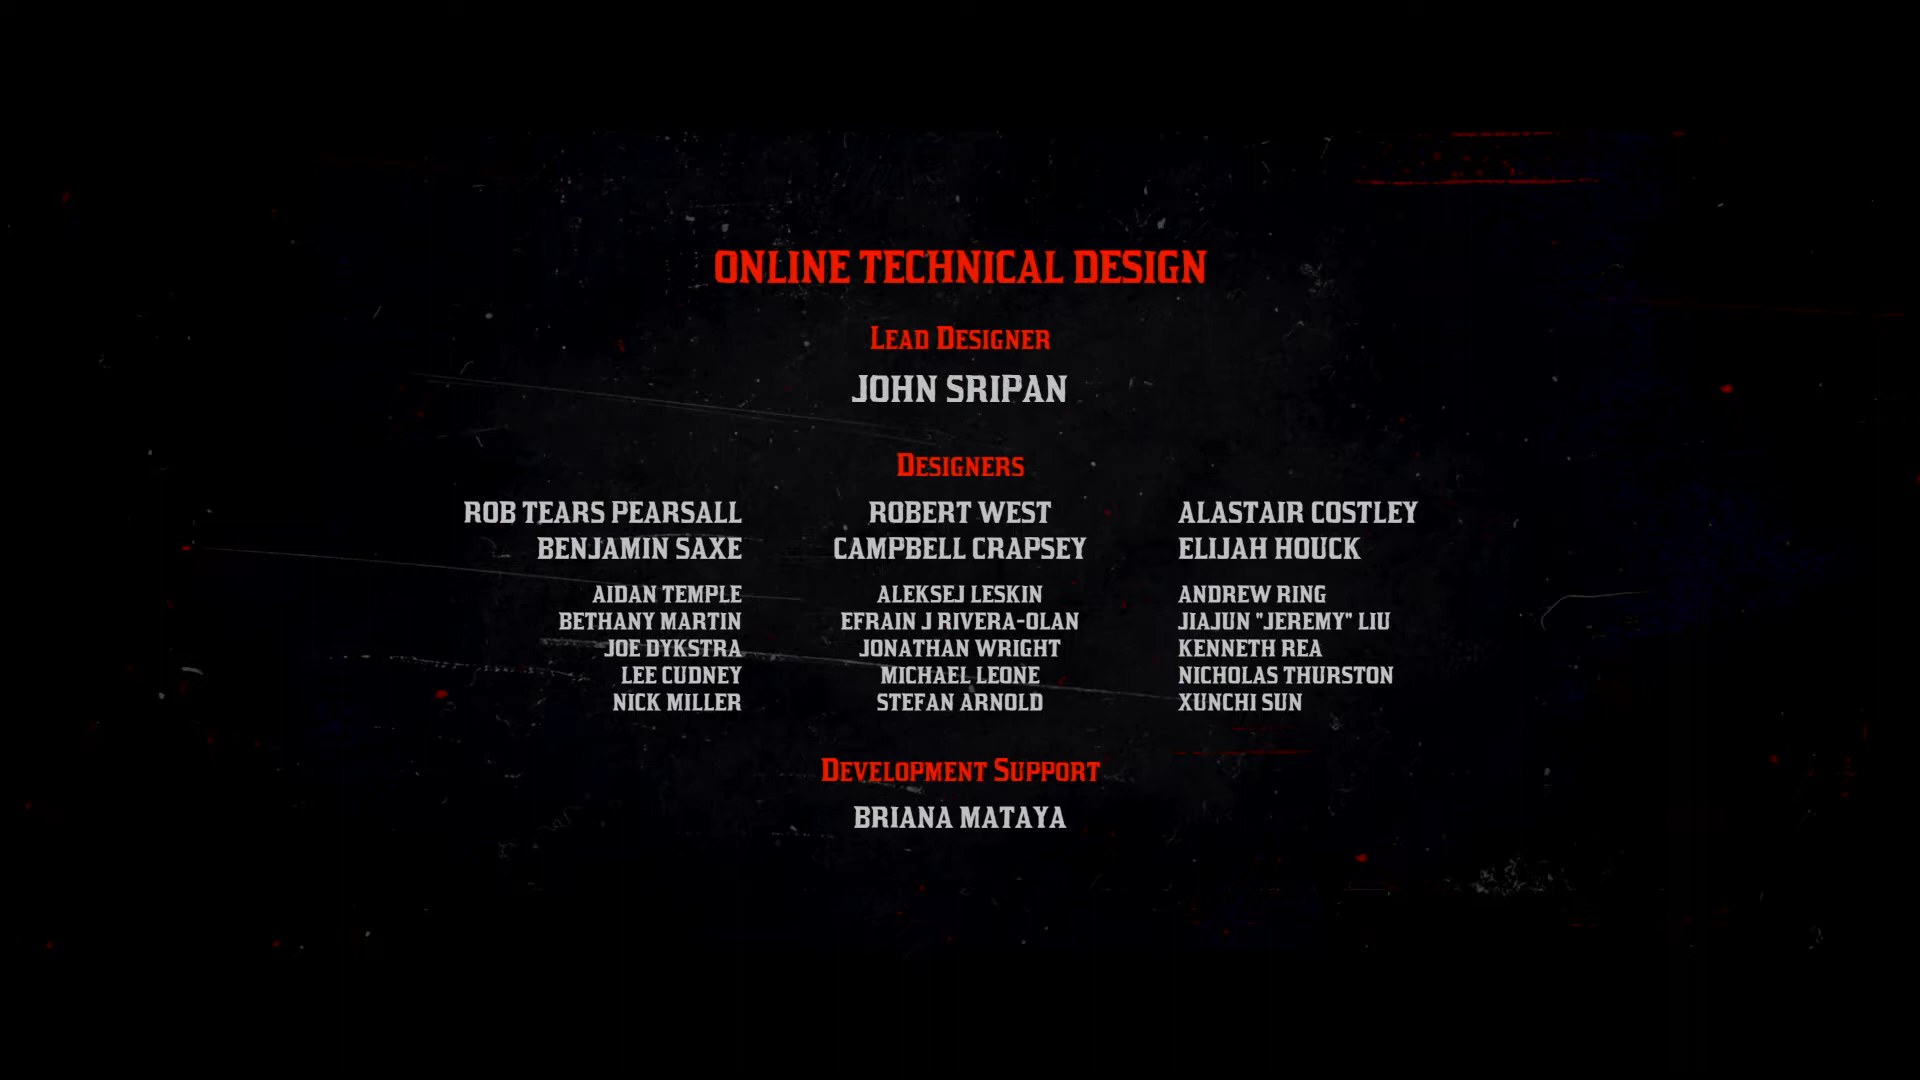 ONLINE TECHNICAL DESIGN
LEAD DESIGNER
JOHN SRIPAN
DESIGNERS
ROB TEARS PEARSALL ROBERT WEST ALASTAIR COSTLEY
BENJAMIN SAXE CAMPBELL CRAPSEY ELIJAH HOUCK
AIDAN TEMPLE ALEKSEJ LESKIN ANDREW RING
BETHANY MARTIN EFRAIN J RIVERA-OLAN JIAJUN "JEREMY" LIU
JOE DYKSTRA JONATHAN WRIGHT KENNETH REA
LEE CUDNEY MICHAEL LEONE NICHOLAS THURSTON
NICK MILLER STEFAN ARNOLD XUNCHI SUN
DEVELOPMENT SUPPORT
BRIANA MATAYA